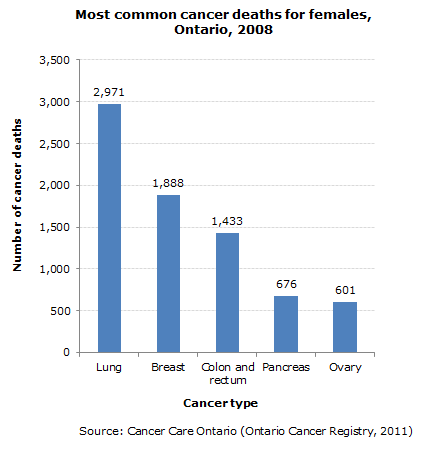 Most common cancer deaths for females,
Ontario, 2008
Number of cancer deaths
3,500
3,000
2,500
2,000
1,500
1,000
500
0
2,971
1,888
1,433
676
601
Lung
Breast
Colon and
rectum
Pancreas
Ovary
Cancer type
Source: Cancer Care Ontario (Ontario Cancer Registry, 2011)